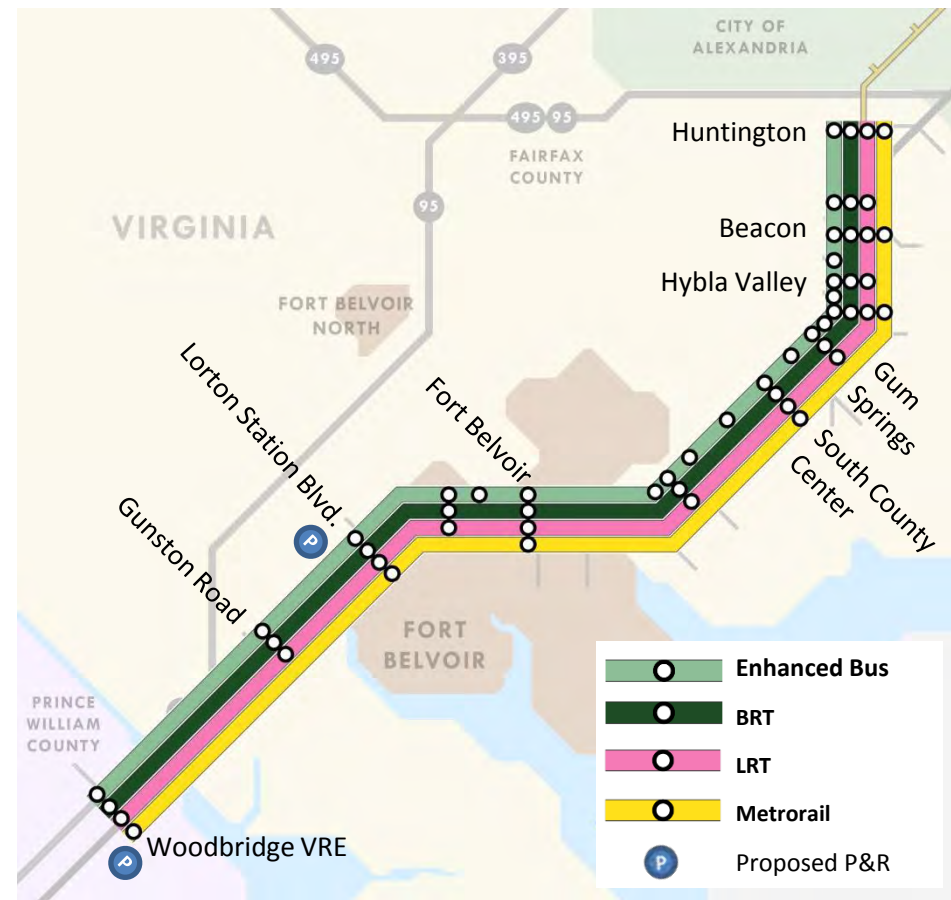 CITY OF
ALEXANDRIA
495
395
495
95
Huntington
FAIRFAX
COUNTY
95
VIRGINIA
Beacon
Hybla Valley
FORT BELVOIR
NORTH
Lorton Station Blvd.
Fort Belvoir
Gum
Springs
South County
Center
Gunston Road
P
FORT
BELVOIR
PRINCE
WILLIAM
COUNTY
Woodbridge VRE
P
Enhanced Bus
BRT
LRT
Metrorail
P
Proposed P&R